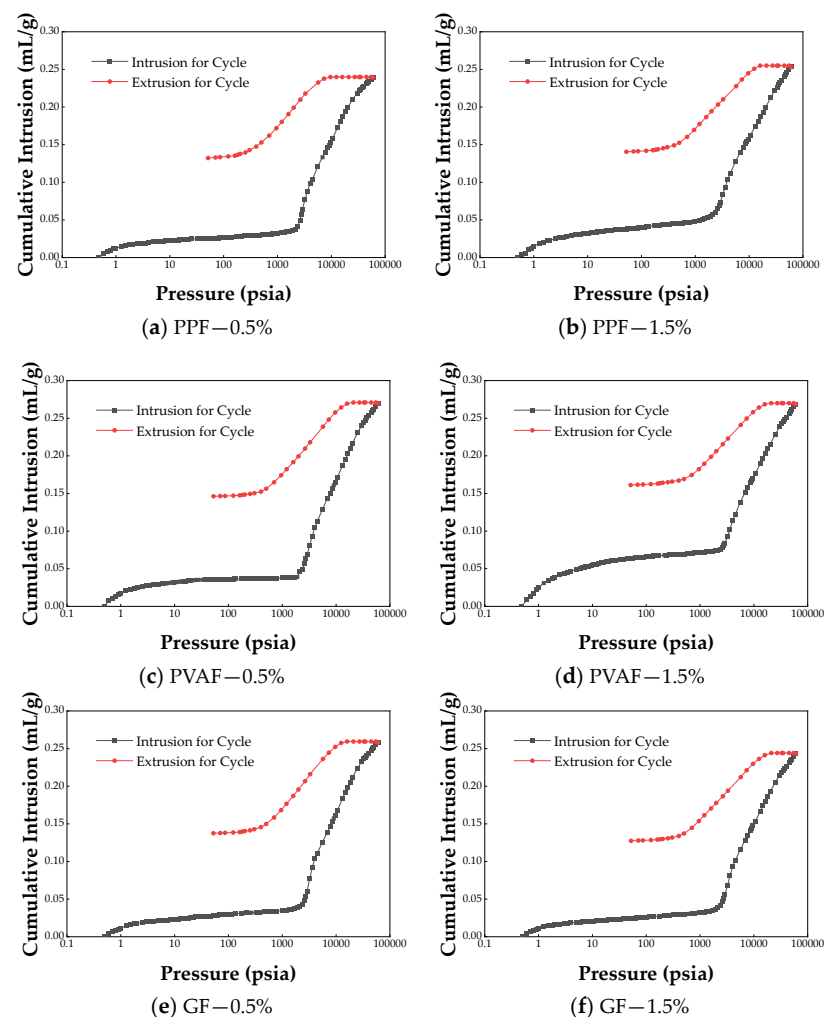 Cumulative Intrusion (mL/g)
0.30
0.25
0.20
0.15
0.10
0.05
0.00
Intrusion for Cycle
Extrusion for Cycle
0.1 1 10 100 1000 10000 100000
Pressure (psia)
(a) PPF—0.5%
Cumulative Intrusion (mL/g)
0.30
0.25
0.20
0.15
0.10
0.05
0.00
Intrusion for Cycle
Extrusion for Cycle
0.1 1 10 100 1000 10000 100000
Pressure (psia)
(b) PPF—1.5%
Cumulative Intrusion (mL/g)
0.30
0.25
0.20
0.15
0.10
0.05
0.00
Intrusion for Cycle
Extrusion for Cycle
0.1 1 10 100 1000 10000 100000
Pressure (psia)
(c) PVAF—0.5%
Cumulative Intrusion (mL/g)
0.30
0.25
0.20
0.15
0.10
0.05
0.00
Intrusion for Cycle
Extrusion for Cycle
0.1 1 10 100 1000 10000 100000
Pressure (psia)
(d) PVAF—1.5%
Cumulative Intrusion (mL/g)
0.30
0.25
0.20
0.15
0.10
0.05
0.00
Intrusion for Cycle
Extrusion for Cycle
0.1 1 10 100 1000 10000 100000
Pressure (psia)
(e) GF—0.5%
Cumulative Intrusion (mL/g)
0.30
0.25
0.20
0.15
0.10
0.05
0.00
Intrusion for Cycle
Extrusion for Cycle
0.1 1 10 100 1000 10000 100000
Pressure (psia)
(f) GF—1.5%